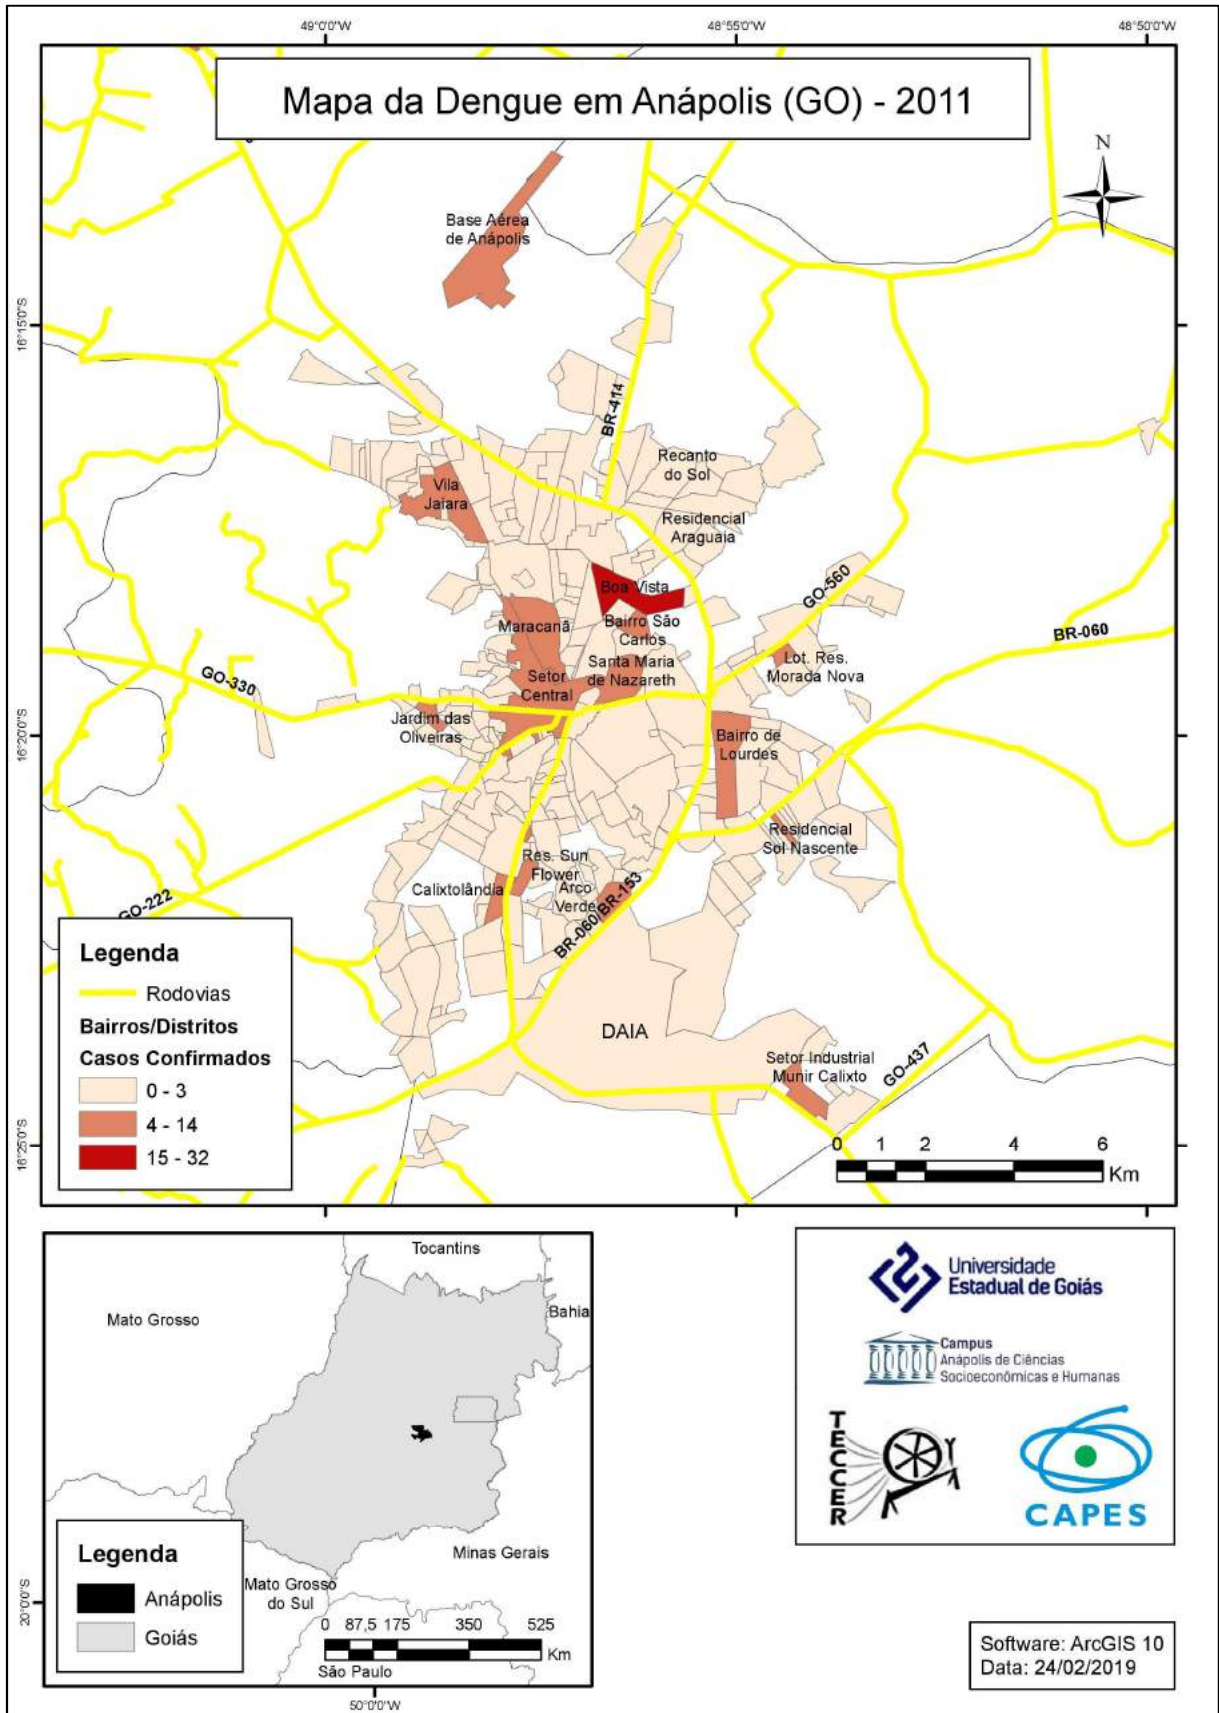 49°0'0"W
48°55'0"W
48°50'0"W
Mapa da Dengue em Anápolis (GO) - 2011
N
Base Aérea
de Anápolis
16°15'0"S
BR-414
Recanto
do Sol
Vila
Jaiara
Residencial
Araguaia
Boa Vista
GO-560
Maracanã
Bairro São
Carlos
BR-060
Santa Maria
de Nazareth
Lot. Res.
Morada Nova
GO-330
Setor
Central
Jardim das
Oliveiras
16°20'0"S
Bairro de
Lourdes
Residencial
Sol Nascente
Res. Sun
Flower
Calixtolândia
Arco
Verde
GO-222
BR-060/BR-153
Legenda
Rodovias
Bairros/Distritos
Casos Confirmados
0 - 3
4 - 14
15 - 32
DAIA
Setor Industrial
Munir Calixto
GO-437
16°25'0"S
0 1 2 4 6
Km
Tocantins
Mato Grosso
Bahia
Minas Gerais
Mato Grosso
do Sul
São Paulo
Legenda
Anápolis
Goiás
0 87,5 175 350 525
Km
20°0'0"S
50°0'0"W
Universidade
Estadual de Goiás
Campus
Anápolis de Ciências
Socioeconômicas e Humanas
TECCER
CAPES
Software: ArcGIS 10
Data: 24/02/2019